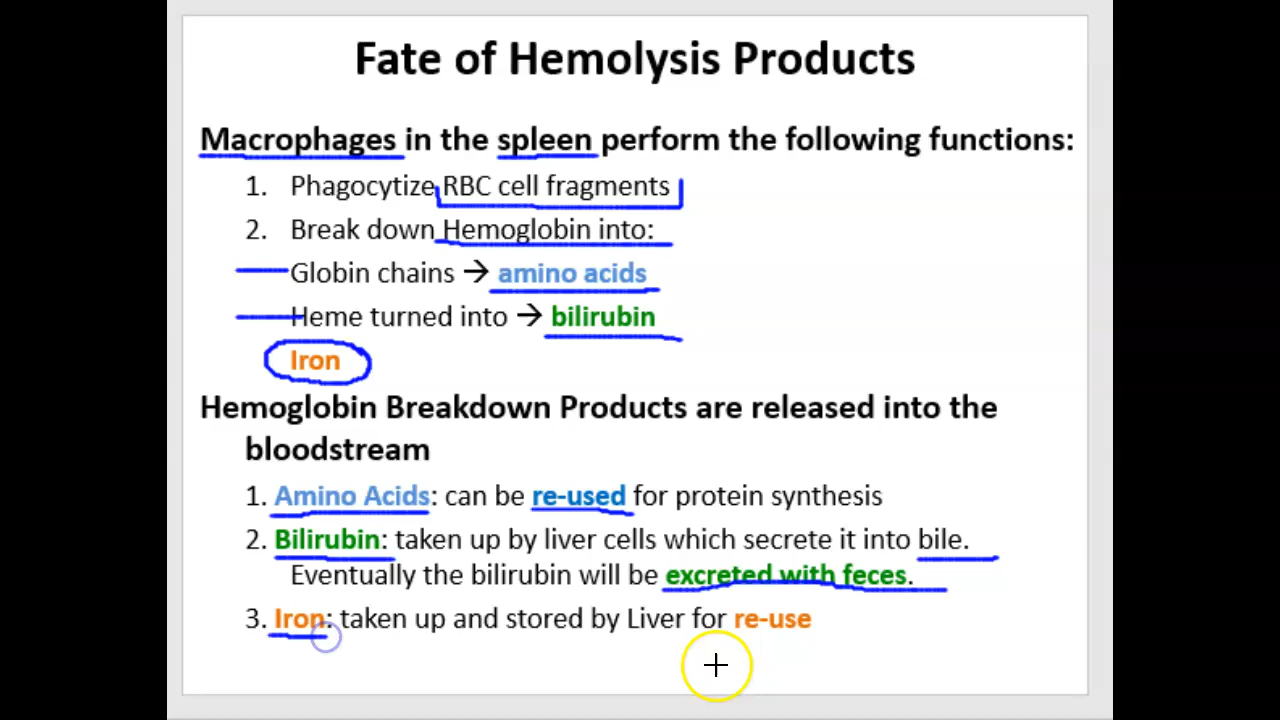 Fate of Hemolysis Products
Macrophages in the spleen perform the following functions:
1. Phagocytize RBC cell fragments
2. Break down Hemoglobin into:
Globin chains → amino acids
Heme turned into → bilirubin
Iron
Hemoglobin Breakdown Products are released into the
bloodstream
1. Amino Acids: can be re-used for protein synthesis
2. Bilirubin: taken up by liver cells which secrete it into bile.
Eventually the bilirubin will be excreted with feces.
3. Iron: taken up and stored by Liver for re-use